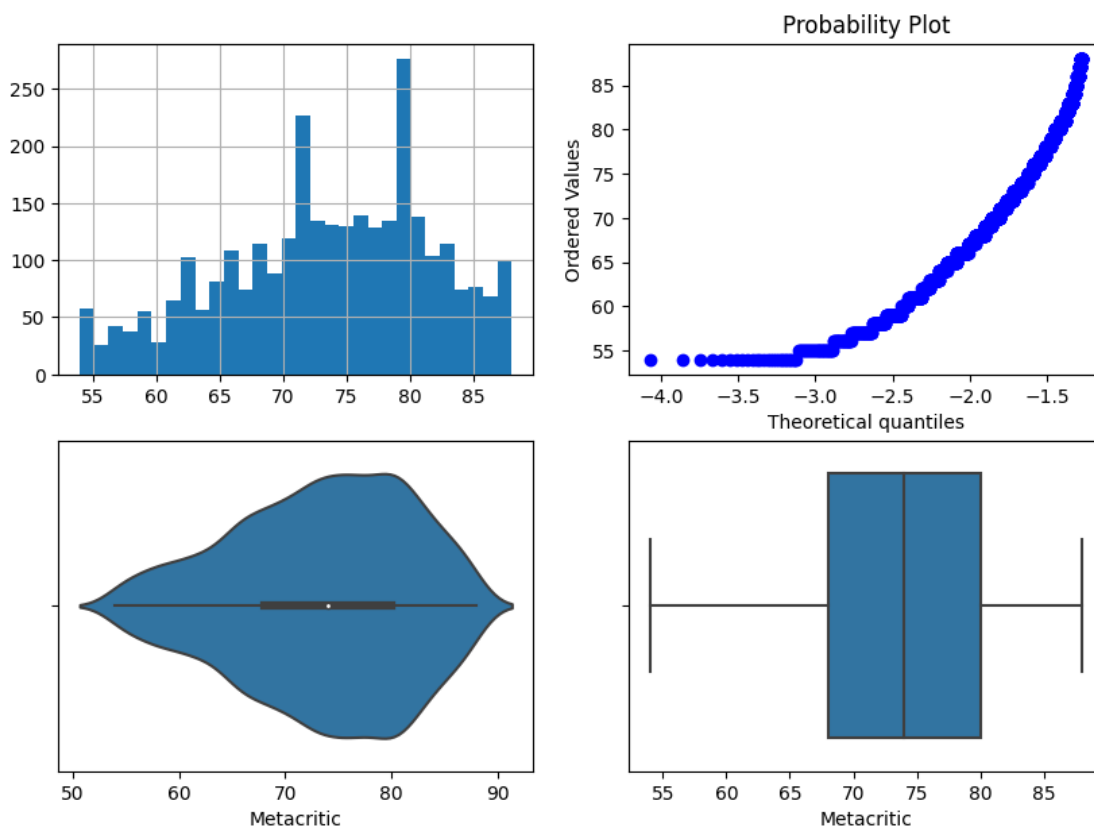 250
200
150
100
50
0
55 60 65 70 75 80 85
Probability Plot
Ordered Values
85
80
75
70
65
60
55
−4.0 −3.5 −3.0 −2.5 −2.0 −1.5
Theoretical quantiles
50 60 70 80 90
Metacritic
55 60 65 70 75 80 85
Metacritic